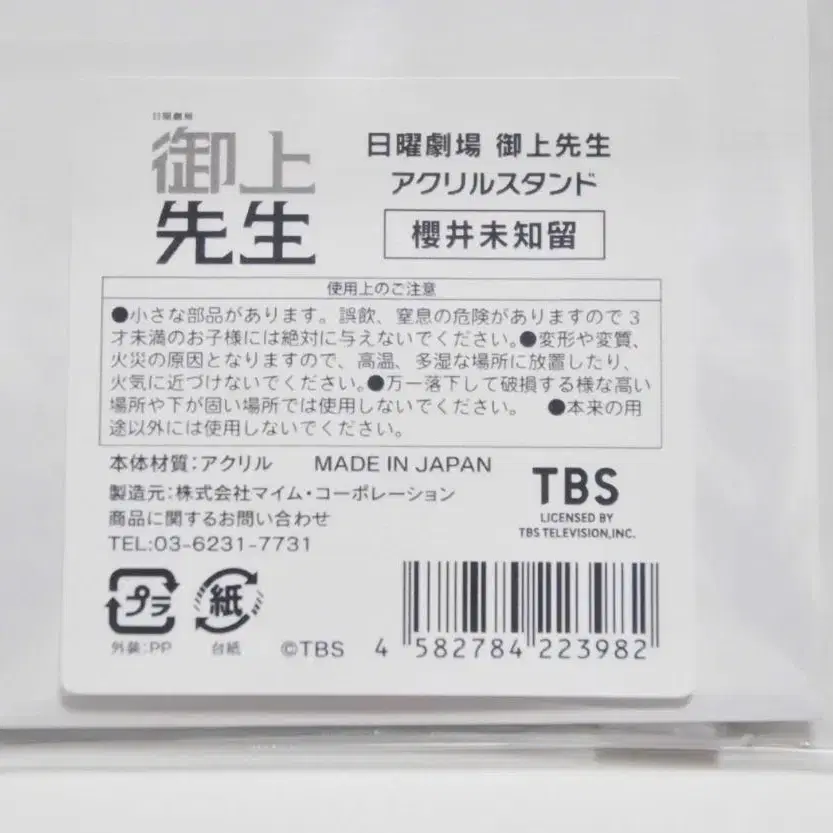 日曜劇場
御上
先生
日曜劇場 御上先生
アクリルスタンド
櫻井未知留
使用上のご注意
●小さな部品があります。誤飲、窒息の危険がありますので3
才未満のお子様には絶対に与えないでください。●変形や変質、
火災の原因となりますので、高温、多湿な場所に放置したり、
火気に近づけないでください。●万一落下して破損する様な高い
場所や下が固い場所では使用しないでください。 ●本来の用
途以外には使用しないでください。
本体材質：アクリル MADE IN JAPAN
製造元：株式会社マイム・コーポレーション
商品に関するお問い合わせ
TEL:03-6231-7731
TBS
LICENSED BY
TBS TELEVISION,INC.
プラ
外装：PP
紙
台紙
©TBS
4 582784 223982